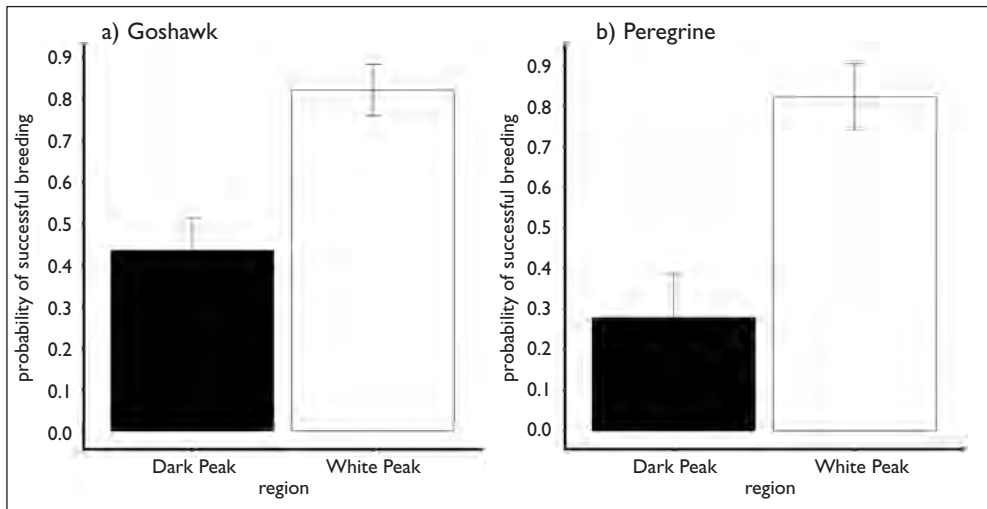 a) Goshawk
probability of successful breeding
0.9
0.8
0.7
0.6
0.5
0.4
0.3
0.2
0.1
0.0
Dark Peak White Peak
region
b) Peregrine
probability of successful breeding
0.9
0.8
0.7
0.6
0.5
0.4
0.3
0.2
0.1
0.0
Dark Peak White Peak
region